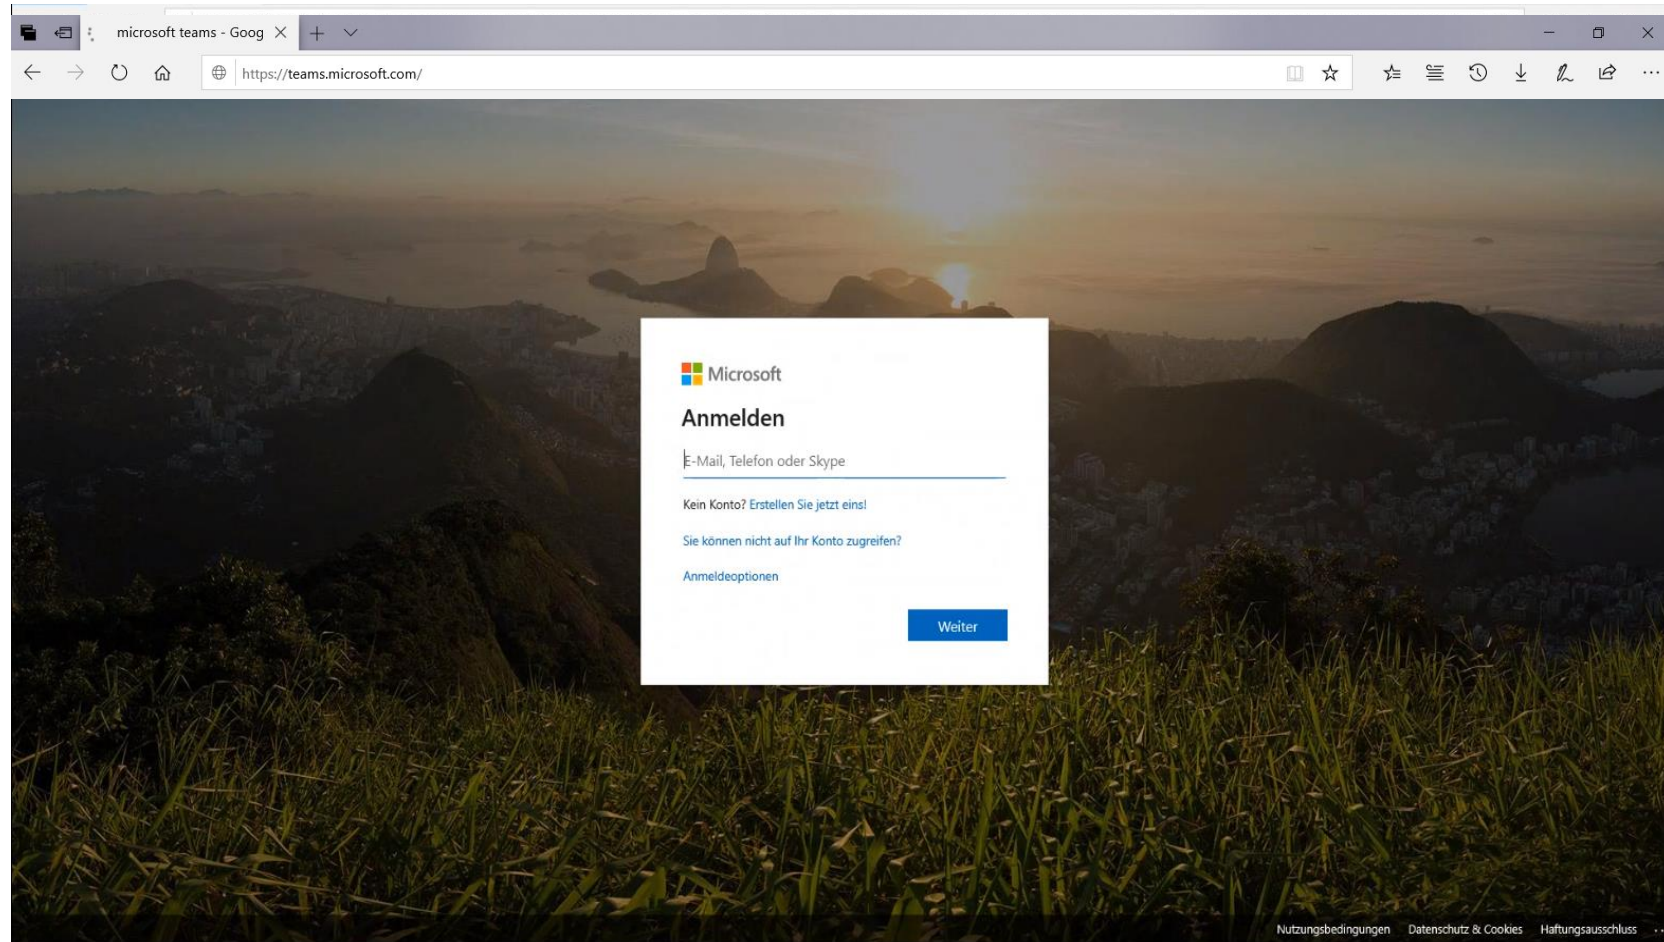 microsoft teams - Goog
https://teams.microsoft.com/
Microsoft
Anmelden
E-Mail, Telefon oder Skype
Kein Konto? Erstellen Sie jetzt eins!
Sie können nicht auf Ihr Konto zugreifen?
Anmeldeoptionen
Weiter
Nutzungsbedingungen Datenschutz & Cookies Haftungsausschluss